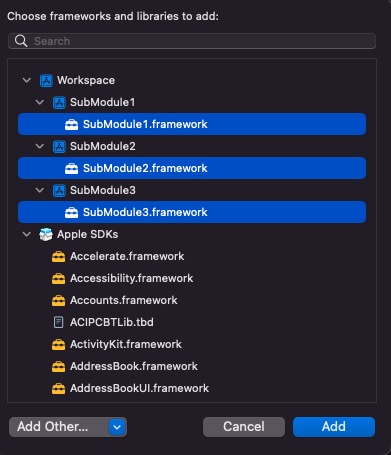 Choose frameworks and libraries to add:
Search
Workspace
SubModule1
SubModule1.framework
SubModule2
SubModule2.framework
SubModule3
SubModule3.framework
Apple SDKs
Accelerate.framework
Accessibility.framework
Accounts.framework
ACIPCBTLib.tbd
ActivityKit.framework
AddressBook.framework
AddressBookUI.framework
Add Other... Cancel Add